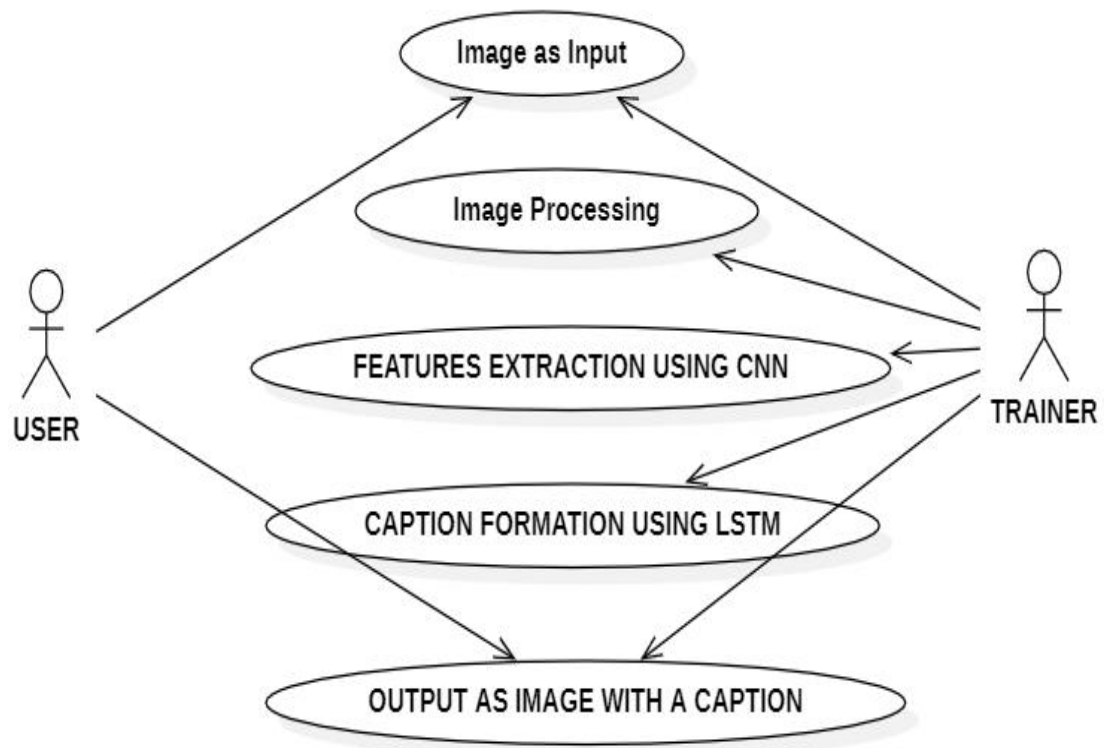 Image as Input
Image Processing
FEATURES EXTRACTION USING CNN
USER
TRAINER
CAPTION FORMATION USING LSTM
OUTPUT AS IMAGE WITH A CAPTION